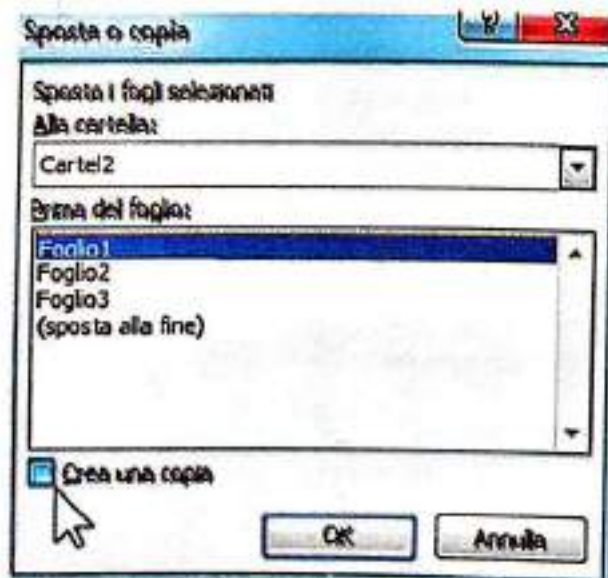 Sposta o copia
Sposta i fogli selezionati
Alla cartella:
Cartel2
Prima del foglio:
Foglio1
Foglio2
Foglio3
(sposta alla fine)
Crea una copia
OK
Annulla